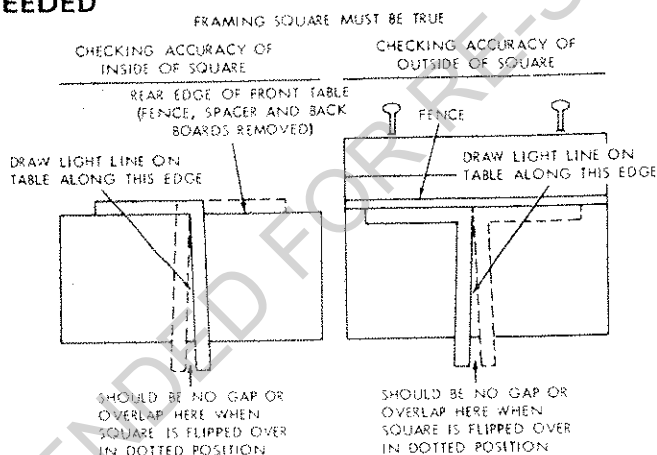 EEDED
FRAMING SQUARE MUST BE TRUE
CHECKING ACCURACY OF
INSIDE OF SQUARE
REAR EDGE OF FRONT TABLE
(FENCE, SPACER AND BACK
BOARDS REMOVED)
DRAW LIGHT LINE ON
TABLE ALONG THIS EDGE
SHOULD BE NO GAP OR
OVERLAP HERE WHEN
SQUARE IS FLIPPED OVER
IN DOTTED POSITION
CHECKING ACCURACY OF
OUTSIDE OF SQUARE
FENCE
DRAW LIGHT LINE ON
TABLE ALONG THIS EDGE
SHOULD BE NO GAP OR
OVERLAP HERE WHEN
SQUARE IS FLIPPED OVER
IN DOTTED POSITION
ENDED FOR RE-S